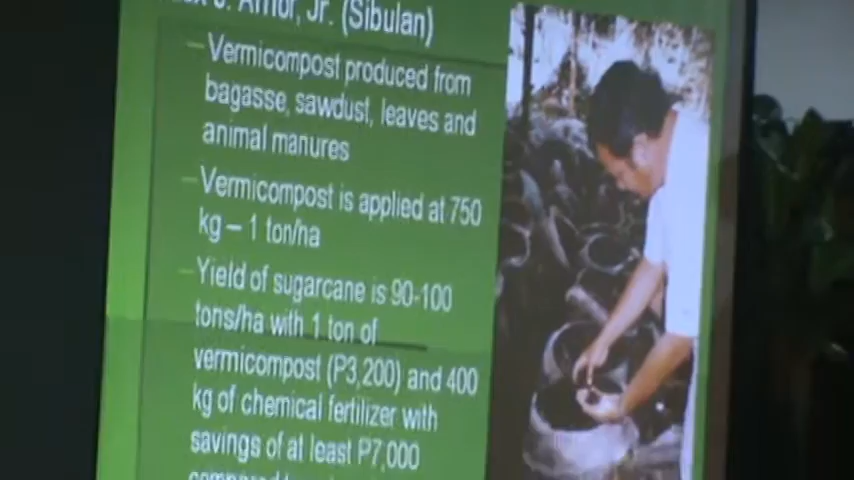 J. Amor, Jr. (Sibulan)
– Vermicompost produced from
bagasse, sawdust, leaves and
animal manures
– Vermicompost is applied at 750
kg – 1 ton/ha
– Yield of sugarcane is 90-100
tons/ha with 1 ton of
vermicompost (P3,200) and 400
kg of chemical fertilizer with
savings of at least P7,000
compared